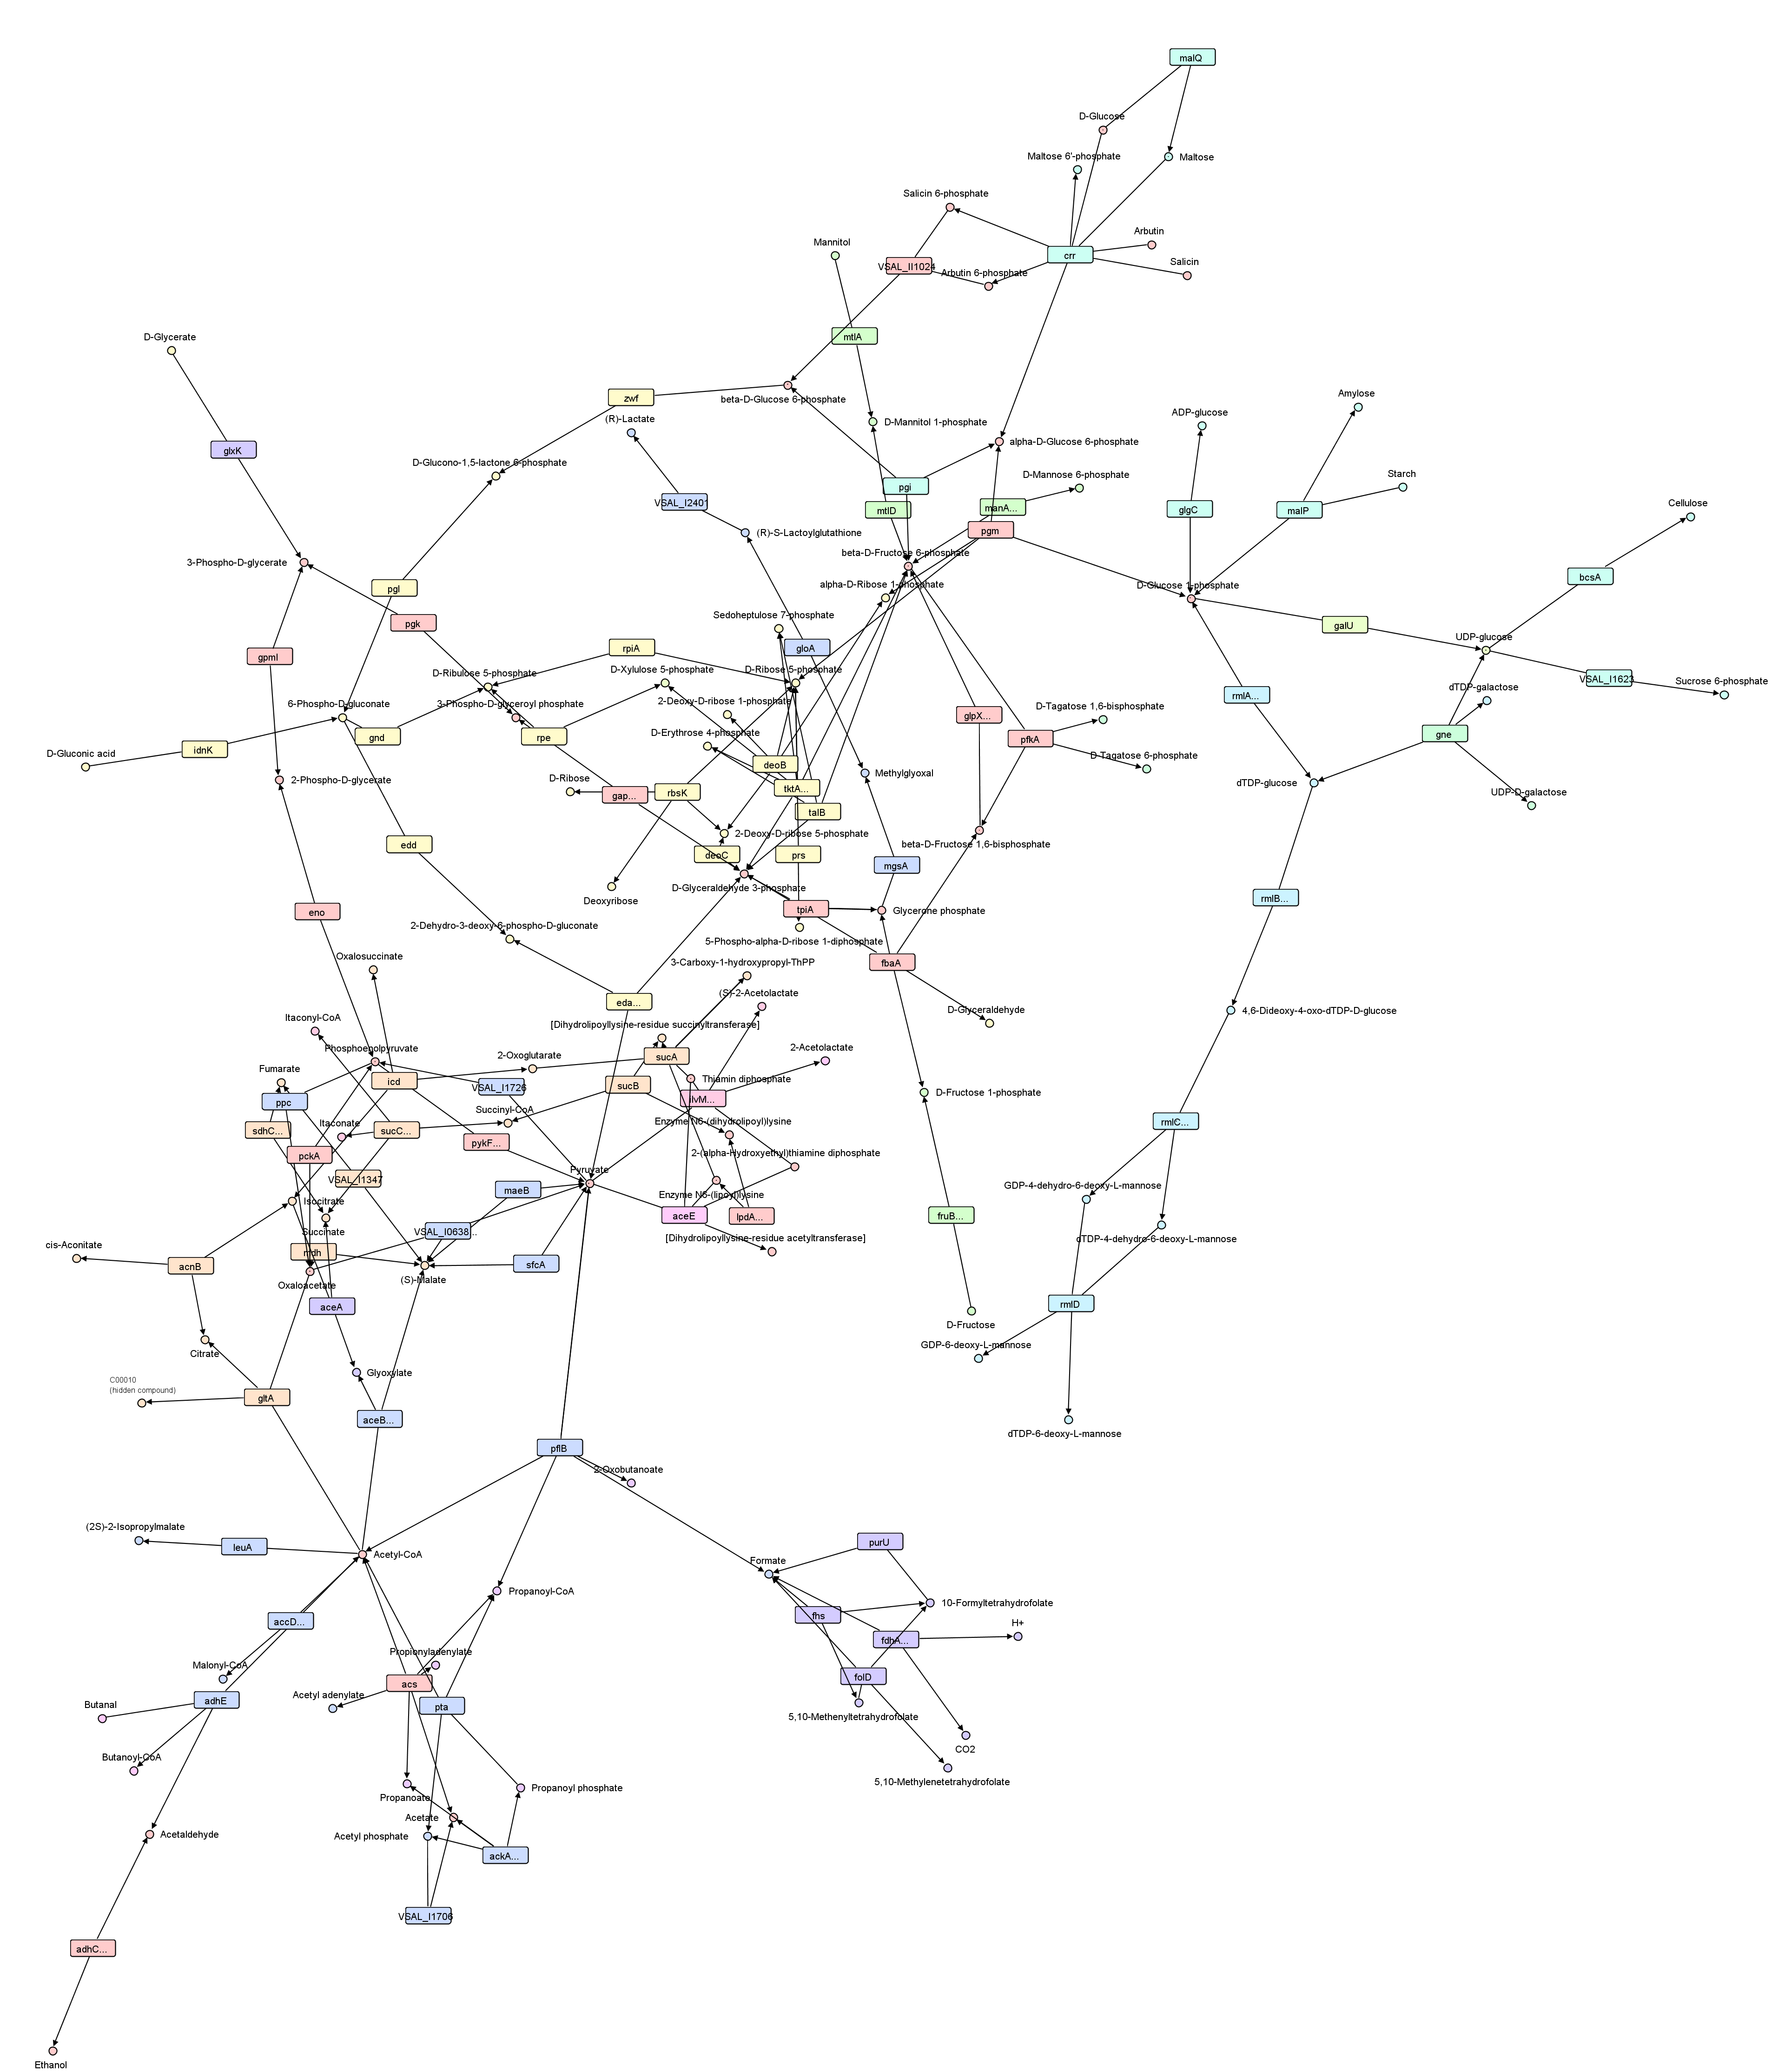 malQ
D-Glucose
Maltose 6'-phosphate
Maltose
Salicin 6-phosphate
Arbutin
Mannitol
crr
Salicin
VSAL_II1024
Arbutin 6-phosphate
mtlA
D-Glycerate
zwf
beta-D-Glucose 6-phosphate
Amylose
(R)-Lactate
D-Mannitol 1-phosphate
ADP-glucose
alpha-D-Glucose 6-phosphate
glxK
D-Glucono-1,5-lactone 6-phosphate
D-Mannose 6-phosphate
Starch
pgi
VSAL_I2401
mtlD
manA...
glgC
malP
Cellulose
(R)-S-Lactoylglutathione
pgm
3-Phospho-D-glycerate
beta-D-Fructose 6-phosphate
bcsA
pgl
alpha-D-Ribose 1-phosphate
D-Glucose 1-phosphate
Sedoheptulose 7-phosphate
pgk
galU
UDP-glucose
gpmI
rpiA
gloA
D-Ribulose 5-phosphate
D-Xylulose 5-phosphate
D-Ribose 5-phosphate
VSAL_I1623
Sucrose 6-phosphate
rmlA...
dTDP-galactose
6-Phospho-D-gluconate
3-Phospho-D-glyceroyl phosphate
2-Deoxy-D-ribose 1-phosphate
D-Tagatose 1,6-bisphosphate
glpX...
gnd
rpe
D-Erythrose 4-phosphate
pfkA
gne
idnK
D-Gluconic acid
D-Tagatose 6-phosphate
deoB
Methylglyoxal
2-Phospho-D-glycerate
D-Ribose
dTDP-glucose
gap...
rbsK
tktA...
UDP-D-galactose
talB
2-Deoxy-D-ribose 5-phosphate
edd
beta-D-Fructose 1,6-bisphosphate
deoC
prs
mgsA
D-Glyceraldehyde 3-phosphate
Deoxyribose
rmlB...
eno
tpiA
Glycerone phosphate
2-Dehydro-3-deoxy-6-phospho-D-gluconate
5-Phospho-alpha-D-ribose 1-diphosphate
Oxalosuccinate
3-Carboxy-1-hydroxypropyl-ThPP
fbaA
(S)-2-Acetolactate
eda...
D-Glyceraldehyde
4,6-Dideoxy-4-oxo-dTDP-D-glucose
Itaconyl-CoA
[Dihydrolipoyllysine-residue succinyltransferase]
Phosphoenolpyruvate
2-Oxoglutarate
sucA
2-Acetolactate
Fumarate
icd
VSAL_I1726
sucB
Thiamin diphosphate
D-Fructose 1-phosphate
ppc
ilvM...
Succinyl-CoA
Itaconate
Enzyme N6-(dihydrolipoyl)lysine
rmlC...
sdhC...
sucC...
pykF...
pckA
2-(alpha-Hydroxyethyl)thiamine diphosphate
VSAL_I1347
Pyruvate
GDP-4-dehydro-6-deoxy-L-mannose
maeB
Enzyme N6-(lipoyl)lysine
Isocitrate
aceE
lpdA...
fruB...
Succinate
VSAL_I0638...
[Dihydrolipoyllysine-residue acetyltransferase]
dTDP-4-dehydro-6-deoxy-L-mannose
cis-Aconitate
mdh
acnB
sfcA
Oxaloacetate
(S)-Malate
aceA
rmlD
D-Fructose
GDP-6-deoxy-L-mannose
Citrate
Glyoxylate
C00010
(hidden compound)
gltA
aceB...
dTDP-6-deoxy-L-mannose
pflB
2-Oxobutanoate
(2S)-2-Isopropylmalate
leuA
Acetyl-CoA
purU
Formate
Propanoyl-CoA
10-Formyltetrahydrofolate
accD...
fhs
H+
fdhA...
Propionyladenylate
Malonyl-CoA
folD
acs
Acetyl adenylate
adhE
pta
Butanal
5,10-Methenyltetrahydrofolate
CO2
Butanoyl-CoA
5,10-Methylenetetrahydrofolate
Propanoyl phosphate
Propanoate
Acetate
Acetaldehyde
Acetyl phosphate
ackA...
VSAL_I1706
adhC...
Ethanol